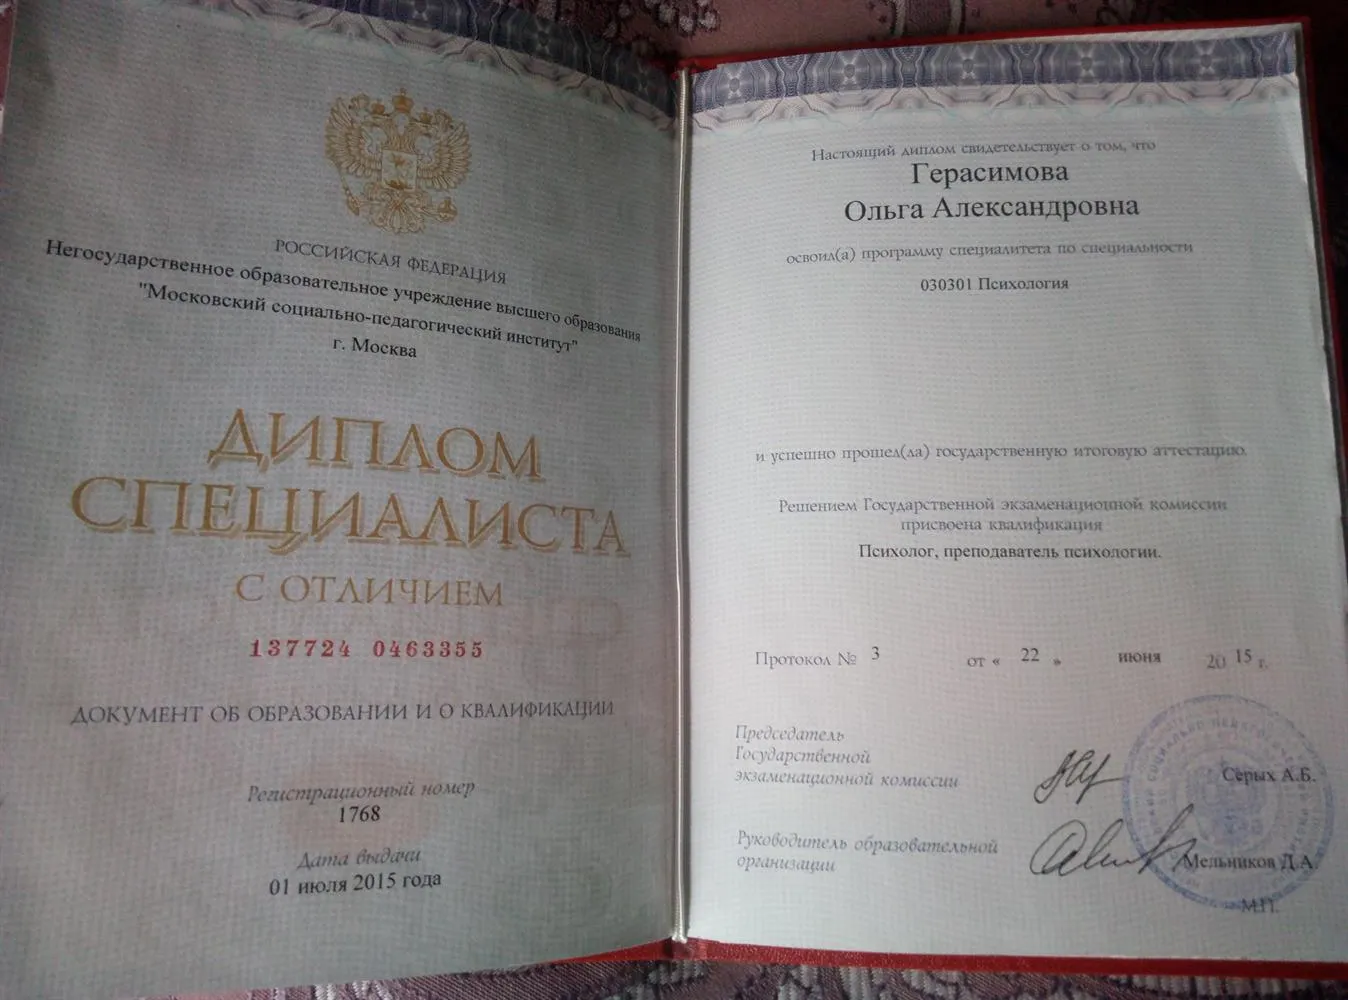 РОССИЙСКАЯ ФЕДЕРАЦИЯ
Негосударственное образовательное учреждение высшего образования
"Московский социально-педагогический институт"
г. Москва
ДИПЛОМ
СПЕЦИАЛИСТА
С ОТЛИЧИЕМ
137724 0463355
ДОКУМЕНТ ОБ ОБРАЗОВАНИИ И О КВАЛИФИКАЦИИ
Регистрационный номер
1768
Дата выдачи
01 июля 2015 года
Настоящий диплом свидетельствует о том, что
Герасимова
Ольга Александровна
освоил(а) программу специалитета по специальности
030301 Психология
и успешно прошел(ла) государственную итоговую аттестацию.
Решением Государственной экзаменационной комиссии
присвоена квалификация
Психолог, преподаватель психологии.
Протокол № 3 от « 22 » июня 2015 г.
Председатель
Государственной
экзаменационной комиссии
Серых А.Б.
Руководитель образовательной
организации
Мельников Д.А.
М.П.